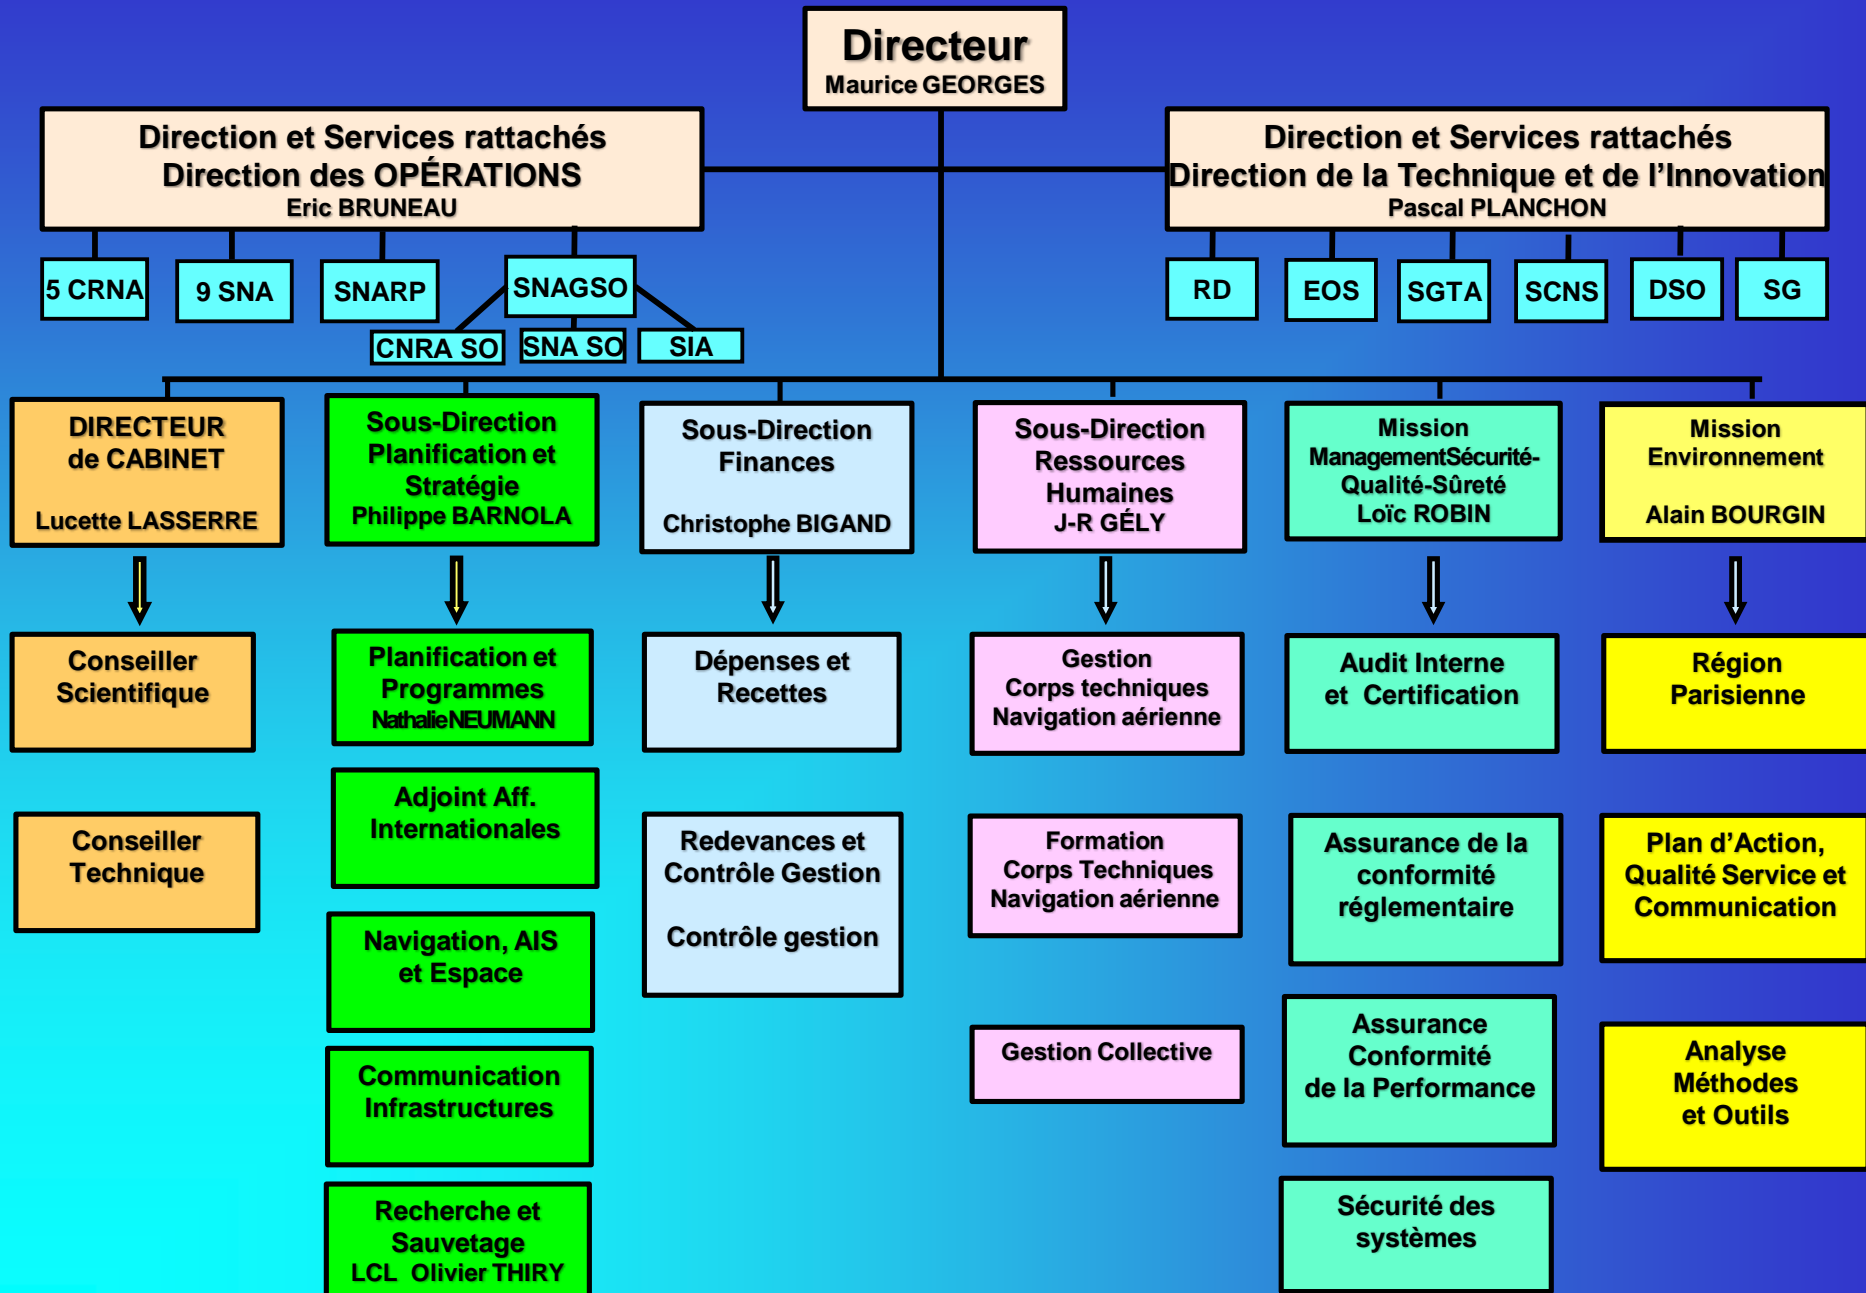 Directeur
Maurice GEORGES
Direction et Services rattachés
Direction des OPÉRATIONS
Eric BRUNEAU
Direction et Services rattachés
Direction de la Technique et de l’Innovation
Pascal PLANCHON
5 CRNA
9 SNA
SNARP
SNAGSO
RD
EOS
SGTA
SCNS
DSO
SG
CNRA SO
SNA SO
SIA
DIRECTEUR
de CABINET
Lucette LASSERRE
Sous-Direction
Planification et
Stratégie
Philippe BARNOLA
Sous-Direction
Finances
Christophe BIGAND
Sous-Direction
Ressources
Humaines
J-R GÉLY
Mission
ManagementSécurité-
Qualité-Sûreté
Loïc ROBIN
Mission
Environnement
Alain BOURGIN
Conseiller
Scientifique
Conseiller
Technique
Planification et
Programmes
Nathalie NEUMANN
Adjoint Aff.
Internationales
Navigation, AIS
et Espace
Communication
Infrastructures
Recherche et
Sauvetage
LCL Olivier THIRY
Dépenses et
Recettes
Redevances et
Contrôle Gestion
Contrôle gestion
Gestion
Corps techniques
Navigation aérienne
Formation
Corps Techniques
Navigation aérienne
Gestion Collective
Audit Interne
et Certification
Assurance de la
conformité
réglementaire
Assurance
Conformité
de la Performance
Sécurité des
systèmes
Région
Parisienne
Plan d’Action,
Qualité Service et
Communication
Analyse
Méthodes
et Outils